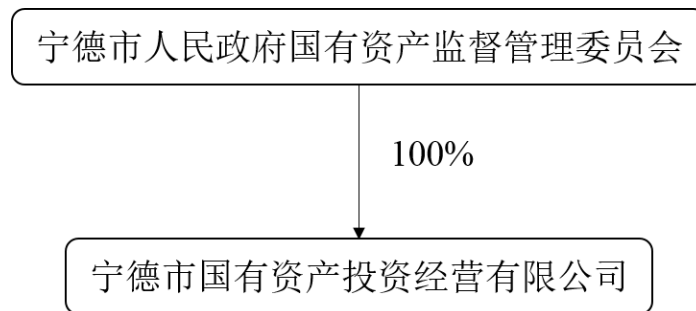 宁德市人民政府国有资产监督管理委员会
100%
宁德市国有资产投资经营有限公司